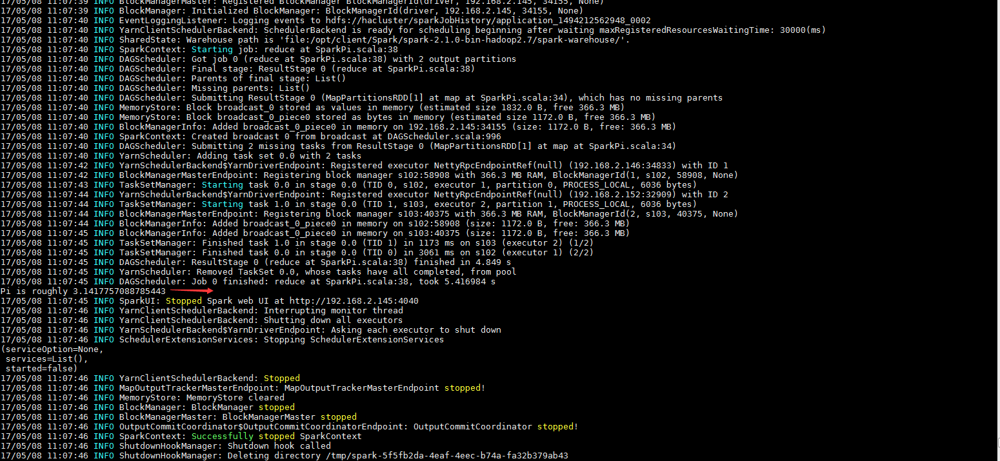 17/05/08 11:07:39 INFO BlockManagerMaster: Registered BlockManager BlockManagerId(driver, 192.168.2.145, 34155, None)
17/05/08 11:07:39 INFO BlockManager: Initialized BlockManager: BlockManagerId(driver, 192.168.2.145, 34155, None)
17/05/08 11:07:40 INFO EventLoggingListener: Logging events to hdfs://hacluster/sparkJobHistory/application_1494212562948_0002
17/05/08 11:07:40 INFO YarnClientSchedulerBackend: SchedulerBackend is ready for scheduling beginning after waiting maxRegisteredResourcesWaitingTime: 30000(ms)
17/05/08 11:07:40 INFO SharedState: Warehouse path is 'file:/opt/client/Spark/spark-2.1.0-bin-hadoop2.7/spark-warehouse/'.
17/05/08 11:07:40 INFO SparkContext: Starting job: reduce at SparkPi.scala:38
17/05/08 11:07:40 INFO DAGScheduler: Got job 0 (reduce at SparkPi.scala:38) with 2 output partitions
17/05/08 11:07:40 INFO DAGScheduler: Final stage: ResultStage 0 (reduce at SparkPi.scala:38)
17/05/08 11:07:40 INFO DAGScheduler: Parents of final stage: List()
17/05/08 11:07:40 INFO DAGScheduler: Missing parents: List()
17/05/08 11:07:40 INFO DAGScheduler: Submitting ResultStage 0 (MapPartitionsRDD[1] at map at SparkPi.scala:34), which has no missing parents
17/05/08 11:07:40 INFO MemoryStore: Block broadcast_0 stored as values in memory (estimated size 1832.0 B, free 366.3 MB)
17/05/08 11:07:40 INFO MemoryStore: Block broadcast_0_piece0 stored as bytes in memory (estimated size 1172.0 B, free 366.3 MB)
17/05/08 11:07:40 INFO BlockManagerInfo: Added broadcast_0_piece0 in memory on 192.168.2.145:34155 (size: 1172.0 B, free: 366.3 MB)
17/05/08 11:07:40 INFO SparkContext: Created broadcast 0 from broadcast at DAGScheduler.scala:996
17/05/08 11:07:40 INFO DAGScheduler: Submitting 2 missing tasks from ResultStage 0 (MapPartitionsRDD[1] at map at SparkPi.scala:34)
17/05/08 11:07:40 INFO YarnScheduler: Adding task set 0.0 with 2 tasks
17/05/08 11:07:42 INFO YarnSchedulerBackend$YarnDriverEndpoint: Registered executor NettyRpcEndpointRef(null) (192.168.2.146:34833) with ID 1
17/05/08 11:07:42 INFO BlockManagerMasterEndpoint: Registering block manager s102:58908 with 366.3 MB RAM, BlockManagerId(1, s102, 58908, None)
17/05/08 11:07:43 INFO TaskSetManager: Starting task 0.0 in stage 0.0 (TID 0, s102, executor 1, partition 0, PROCESS_LOCAL, 6036 bytes)
17/05/08 11:07:44 INFO YarnSchedulerBackend$YarnDriverEndpoint: Registered executor NettyRpcEndpointRef(null) (192.168.2.152:32909) with ID 2
17/05/08 11:07:44 INFO TaskSetManager: Starting task 1.0 in stage 0.0 (TID 1, s103, executor 2, partition 1, PROCESS_LOCAL, 6036 bytes)
17/05/08 11:07:44 INFO BlockManagerMasterEndpoint: Registering block manager s103:40375 with 366.3 MB RAM, BlockManagerId(2, s103, 40375, None)
17/05/08 11:07:44 INFO BlockManagerInfo: Added broadcast_0_piece0 in memory on s102:58908 (size: 1172.0 B, free: 366.3 MB)
17/05/08 11:07:45 INFO BlockManagerInfo: Added broadcast_0_piece0 in memory on s103:40375 (size: 1172.0 B, free: 366.3 MB)
17/05/08 11:07:45 INFO TaskSetManager: Finished task 1.0 in stage 0.0 (TID 1) in 1173 ms on s103 (executor 2) (1/2)
17/05/08 11:07:45 INFO TaskSetManager: Finished task 0.0 in stage 0.0 (TID 0) in 3061 ms on s102 (executor 1) (2/2)
17/05/08 11:07:45 INFO DAGScheduler: ResultStage 0 (reduce at SparkPi.scala:38) finished in 4.849 s
17/05/08 11:07:45 INFO YarnScheduler: Removed TaskSet 0.0, whose tasks have all completed, from pool
17/05/08 11:07:45 INFO DAGScheduler: Job 0 finished: reduce at SparkPi.scala:38, took 5.416984 s
Pi is roughly 3.1417757088785443
17/05/08 11:07:45 INFO SparkUI: Stopped Spark web UI at http://192.168.2.145:4040
17/05/08 11:07:46 INFO YarnClientSchedulerBackend: Interrupting monitor thread
17/05/08 11:07:46 INFO YarnClientSchedulerBackend: Shutting down all executors
17/05/08 11:07:46 INFO YarnSchedulerBackend$YarnDriverEndpoint: Asking each executor to shut down
17/05/08 11:07:46 INFO SchedulerExtensionServices: Stopping SchedulerExtensionServices
(serviceOption=None,
 services=List(),
 started=false)
17/05/08 11:07:46 INFO YarnClientSchedulerBackend: Stopped
17/05/08 11:07:46 INFO MapOutputTrackerMasterEndpoint: MapOutputTrackerMasterEndpoint stopped!
17/05/08 11:07:46 INFO MemoryStore: MemoryStore cleared
17/05/08 11:07:46 INFO BlockManager: BlockManager stopped
17/05/08 11:07:46 INFO BlockManagerMaster: BlockManagerMaster stopped
17/05/08 11:07:46 INFO OutputCommitCoordinator$OutputCommitCoordinatorEndpoint: OutputCommitCoordinator stopped!
17/05/08 11:07:46 INFO SparkContext: Successfully stopped SparkContext
17/05/08 11:07:46 INFO ShutdownHookManager: Shutdown hook called
17/05/08 11:07:46 INFO ShutdownHookManager: Deleting directory /tmp/spark-5f5fb2da-4eaf-4eec-b74a-fa32b379ab43